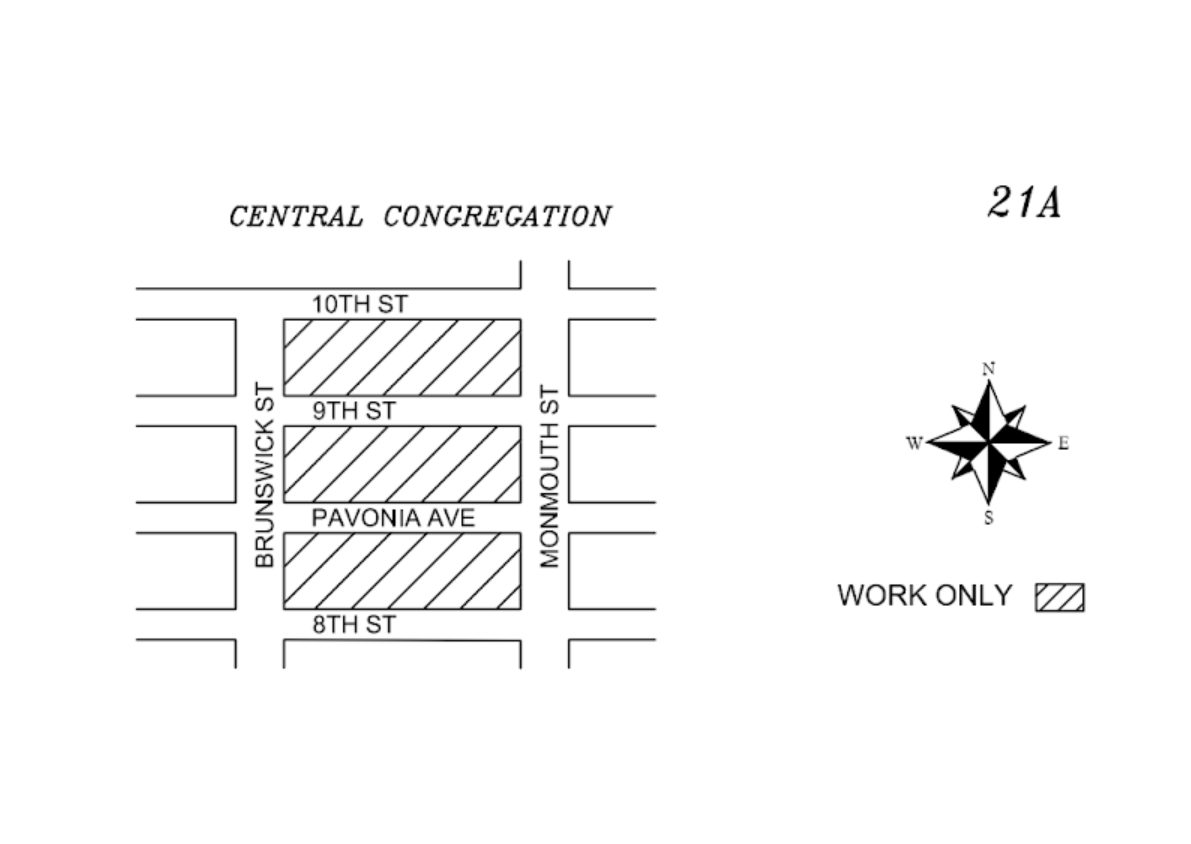 21A
CENTRAL CONGREGATION
10TH ST
BRUNSWICK ST
9TH ST
MONMOUTH ST
PAVONIA AVE
8TH ST
N
W
E
S
WORK ONLY